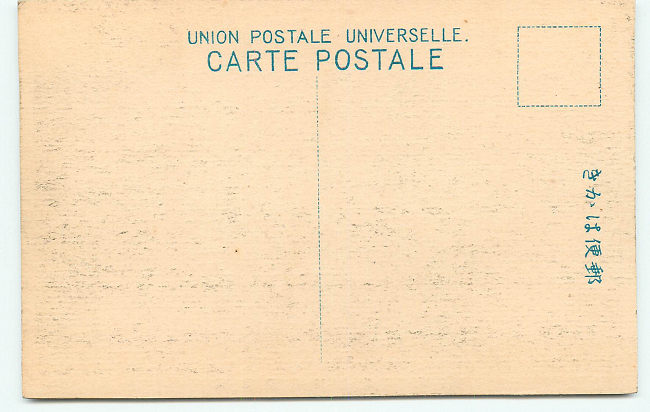 UNION POSTALE UNIVERSELLE.
CARTE POSTALE
きがは便郵